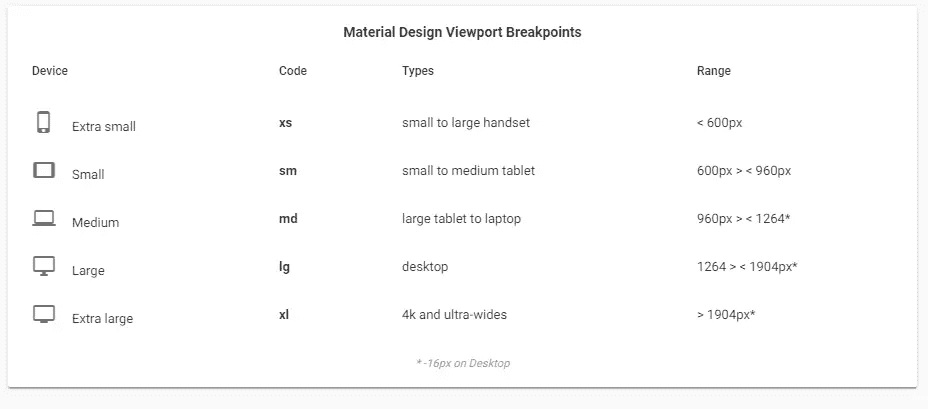 Material Design Viewport Breakpoints
Device Code Types Range
Extra small xs small to large handset < 600px
Small sm small to medium tablet 600px > < 960px
Medium md large tablet to laptop 960px > < 1264*
Large lg desktop 1264 > < 1904px*
Extra large xl 4k and ultra-wides > 1904px*
* -16px on Desktop